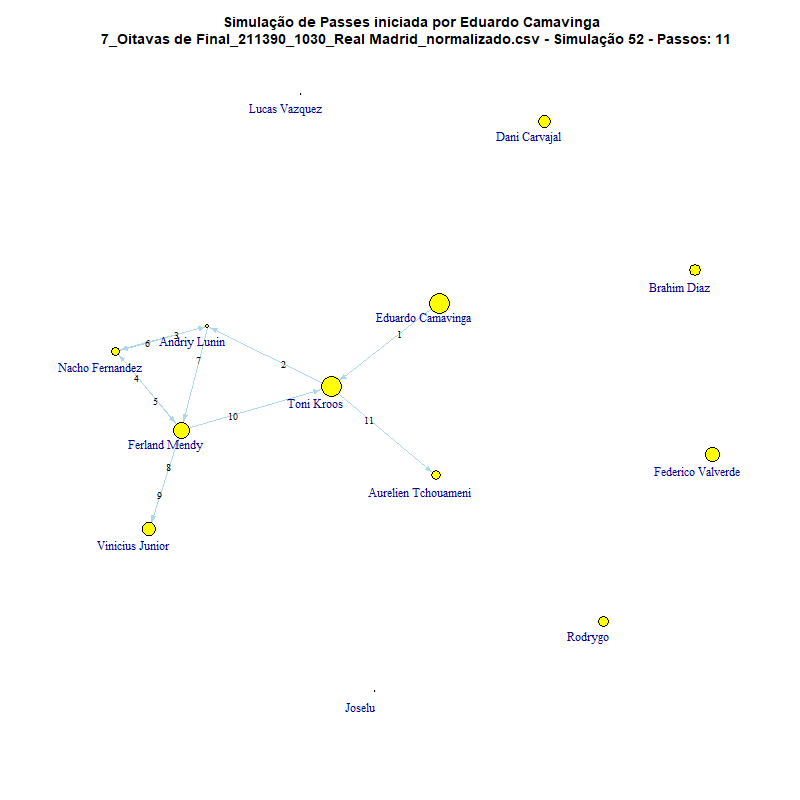 Simulação de Passes iniciada por Eduardo Camavinga
7_Oitavas de Final_211390_1030_Real Madrid_normalizado.csv - Simulação 52 - Passos: 11
Lucas Vazquez
Dani Carvajal
Brahim Diaz
Eduardo Camavinga
1
3
6
Andriy Lunin
7
2
Nacho Fernandez
4
5
Toni Kroos
10
11
Ferland Mendy
8
Federico Valverde
9
Aurelien Tchouameni
Vinicius Junior
Rodrygo
Joselu